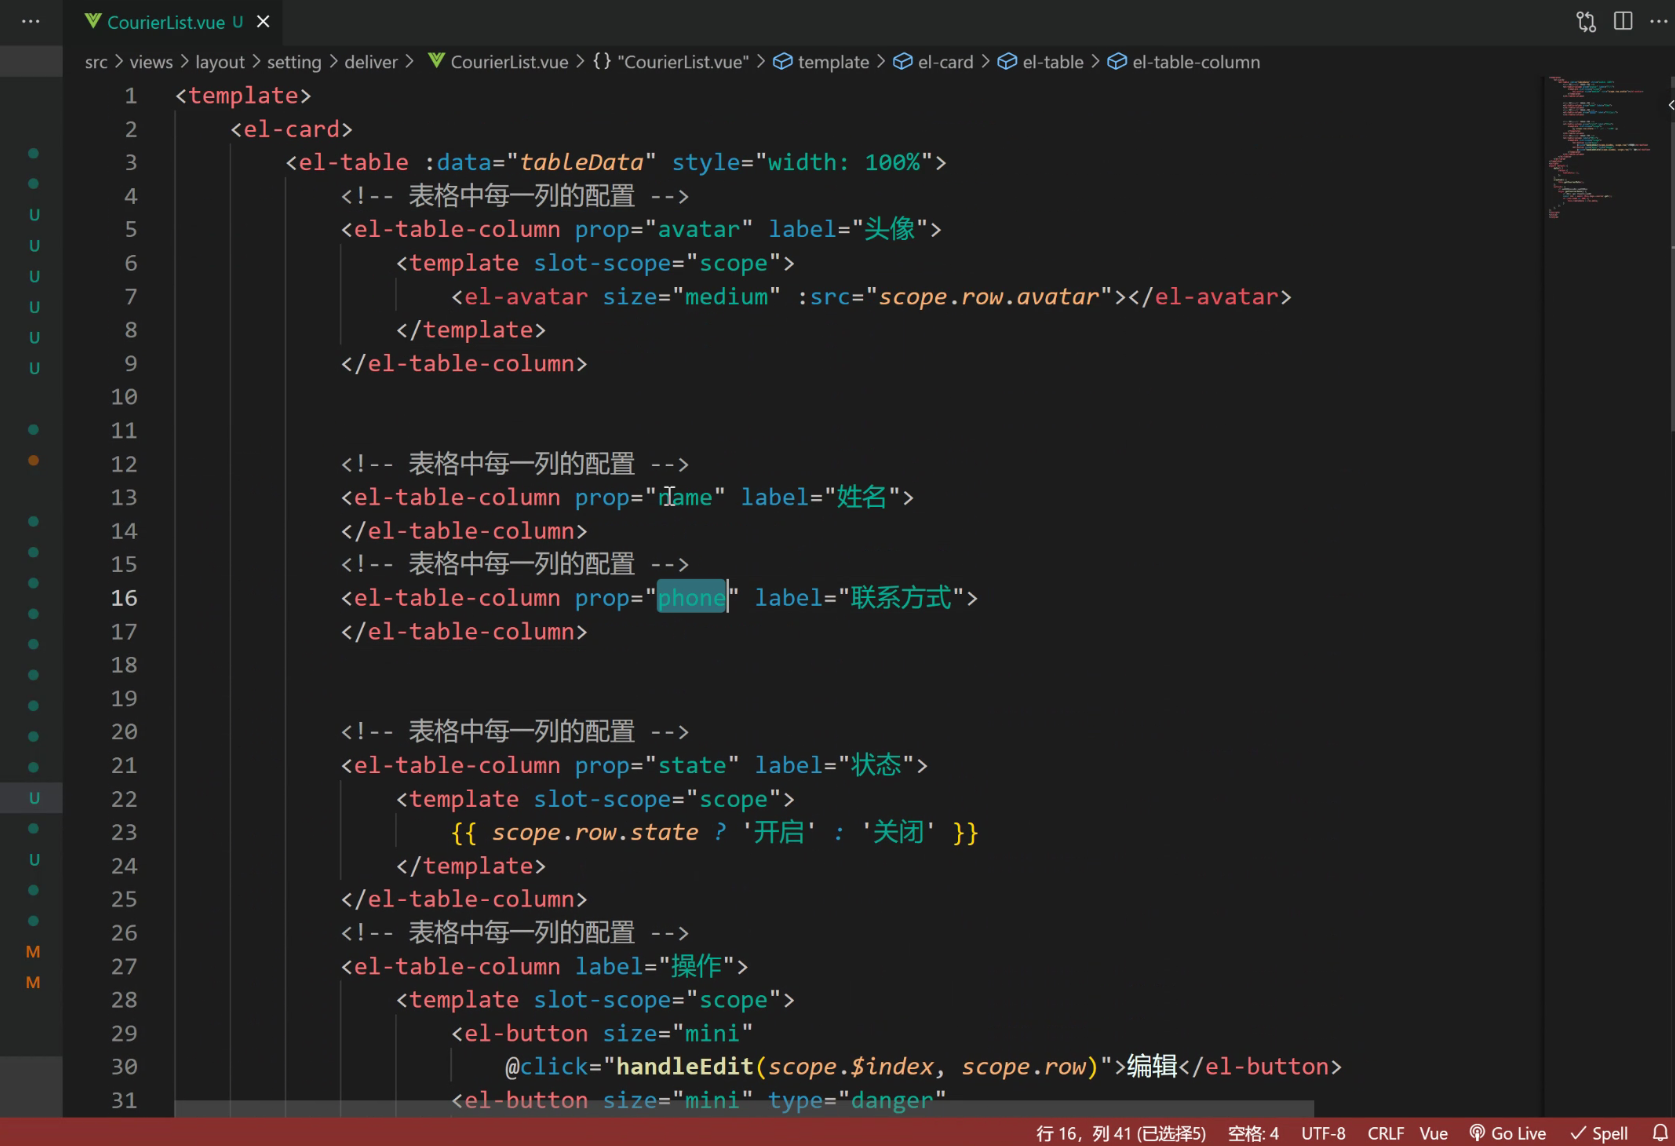 CourierList.vue U
src > views > layout > setting > deliver > CourierList.vue > {} "CourierList.vue" > template > el-card > el-table > el-table-column
1 <template>
2 <el-card>
3 <el-table :data="tableData" style="width: 100%">
4 <!-- 表格中每一列的配置 -->
5 <el-table-column prop="avatar" label="头像">
6 <template slot-scope="scope">
7 <el-avatar size="medium" :src="scope.row.avatar"></el-avatar>
8 </template>
9 </el-table-column>
10
11
12 <!-- 表格中每一列的配置 -->
13 <el-table-column prop="name" label="姓名">
14 </el-table-column>
15 <!-- 表格中每一列的配置 -->
16 <el-table-column prop="phone" label="联系方式">
17 </el-table-column>
18
19
20 <!-- 表格中每一列的配置 -->
21 <el-table-column prop="state" label="状态">
22 <template slot-scope="scope">
23 {{ scope.row.state ? '开启' : '关闭' }}
24 </template>
25 </el-table-column>
26 <!-- 表格中每一列的配置 -->
27 <el-table-column label="操作">
28 <template slot-scope="scope">
29 <el-button size="mini"
30 @click="handleEdit(scope.$index, scope.row)">编辑</el-button>
31 <el-button size="mini" type="danger"
U
U
U
U
U
U
U
U
M
M
行 16，列 41 (已选择5) 空格: 4 UTF-8 CRLF Vue Go Live Spell